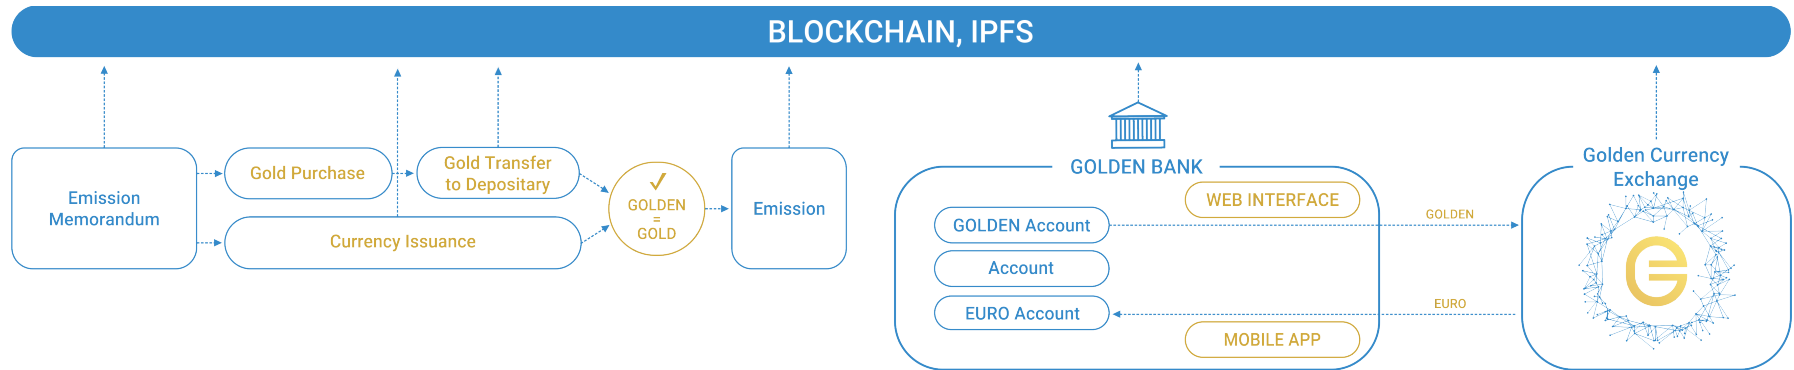 BLOCKCHAIN, IPFS
Emission
Memorandum
Gold Purchase
Gold Transfer
to Depositary
Currency Issuance
GOLDEN
=
GOLD
Emission
GOLDEN BANK
WEB INTERFACE
GOLDEN Account
Account
EURO Account
MOBILE APP
GOLDEN
EURO
Golden Currency
Exchange